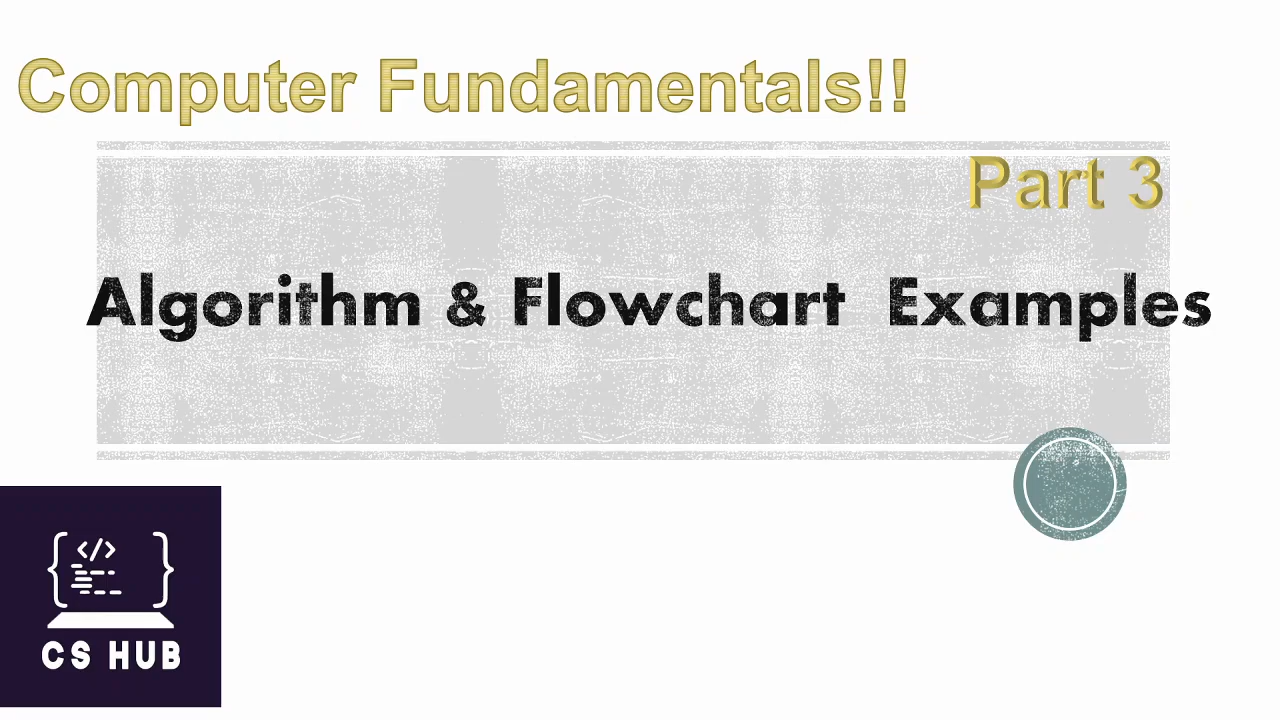 Computer Fundamentals!!
Part 3
Algorithm & Flowchart Examples
</>
CS HUB